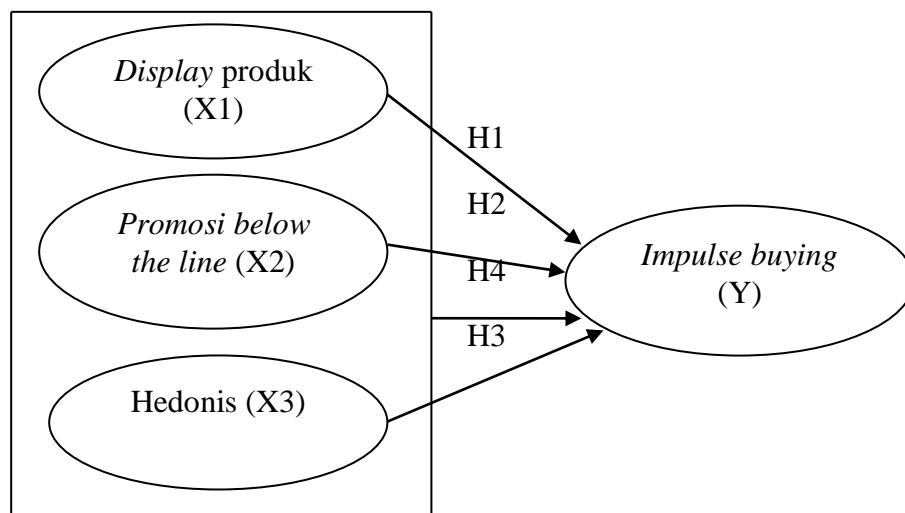 Display produk
(X1)
Promosi below
the line (X2)
Hedonis (X3)
H1
H2
H4
H3
Impulse buying
(Y)